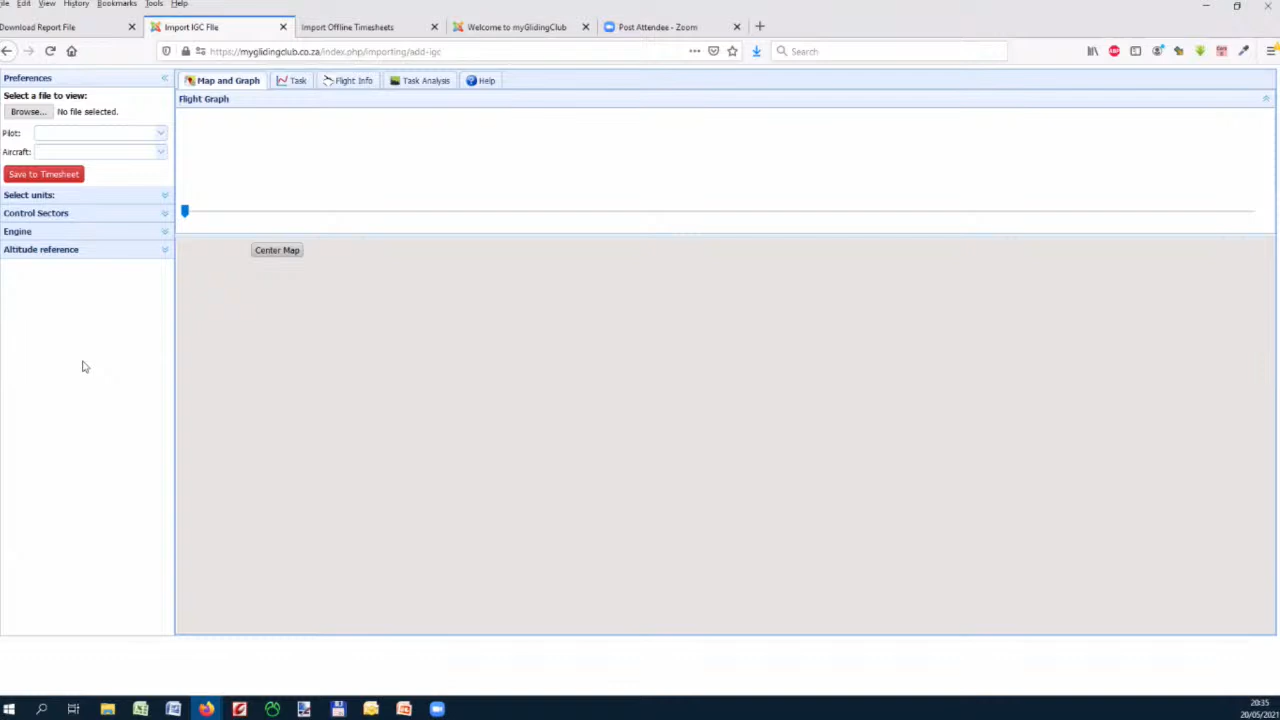 File Edit View History Bookmarks Tools Help
Download Report File
Import IGC File
Import Offline Timesheets
Welcome to myGlidingClub
Post Attendee - Zoom
https://myglidingclub.co.za/index.php/importing/add-igc
Search
Preferences
Select a file to view:
Browse... No file selected.
Pilot:
Aircraft:
Save to Timesheet
Select units:
Control Sectors
Engine
Altitude reference
Map and Graph
Task
Flight Info
Task Analysis
Help
Flight Graph
Center Map
20:35
20/05/2021